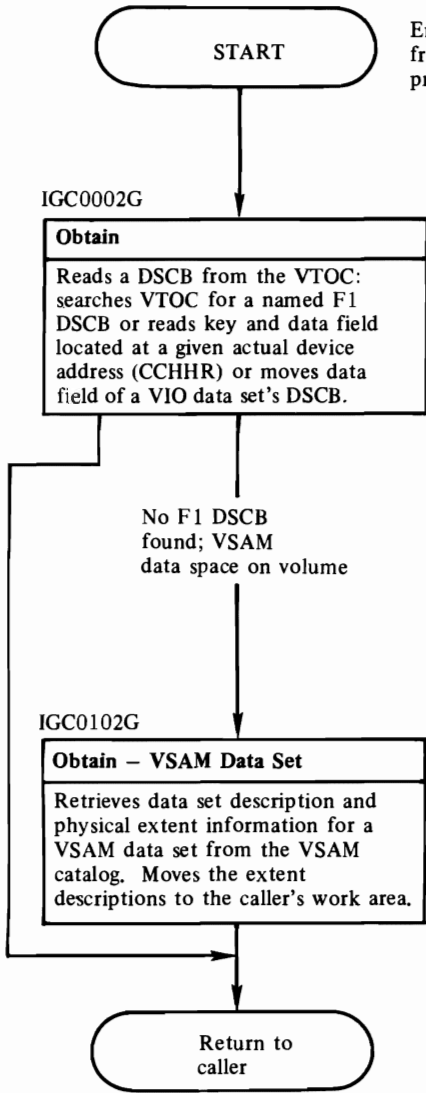 START
IGC0002G
Obtain
Reads a DSCB from the VTOC:
searches VTOC for a named F1
DSCB or reads key and data field
located at a given actual device
address (CCHHR) or moves data
field of a VIO data set's DSCB.
No F1 DSCB
found; VSAM
data space on volume
IGC0102G
Obtain – VSAM Data Set
Retrieves data set description and
physical extent information for a
VSAM data set from the VSAM
catalog. Moves the extent
descriptions to the caller's work area.
Return to
caller